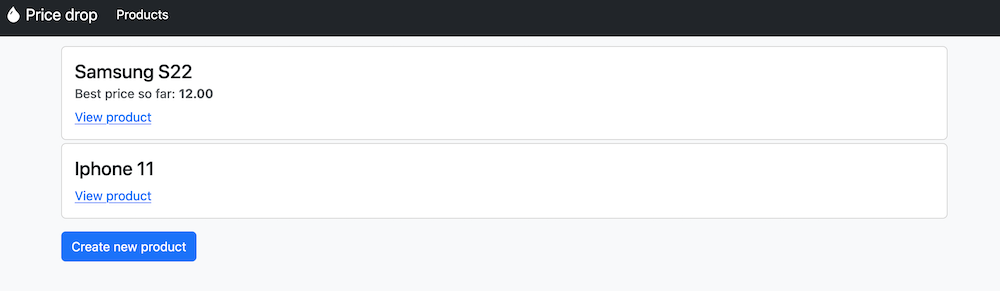 Price drop Products
Samsung S22
Best price so far: 12.00
View product
Iphone 11
View product
Create new product